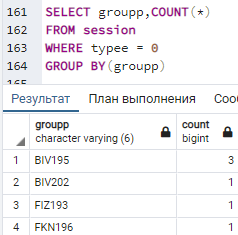 161 SELECT groupp,COUNT(*)
162 FROM session
163 WHERE typee = 0
164 GROUP BY(groupp)
Результат План выполнения
groupp count
character varying (6) bigint
1 BIV195 3
2 BIV202 1
3 FIZ193 1
4 FKN196 1